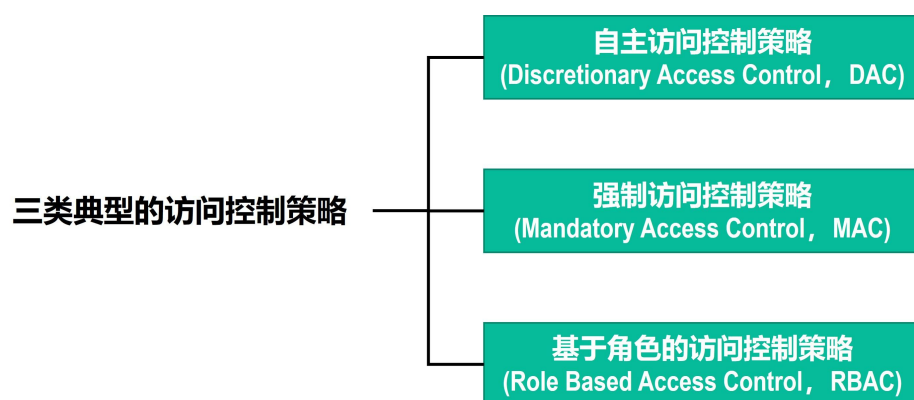 自主访问控制策略
(Discretionary Access Control，DAC)
三类典型的访问控制策略
强制访问控制策略
(Mandatory Access Control，MAC)
基于角色的访问控制策略
(Role Based Access Control，RBAC)